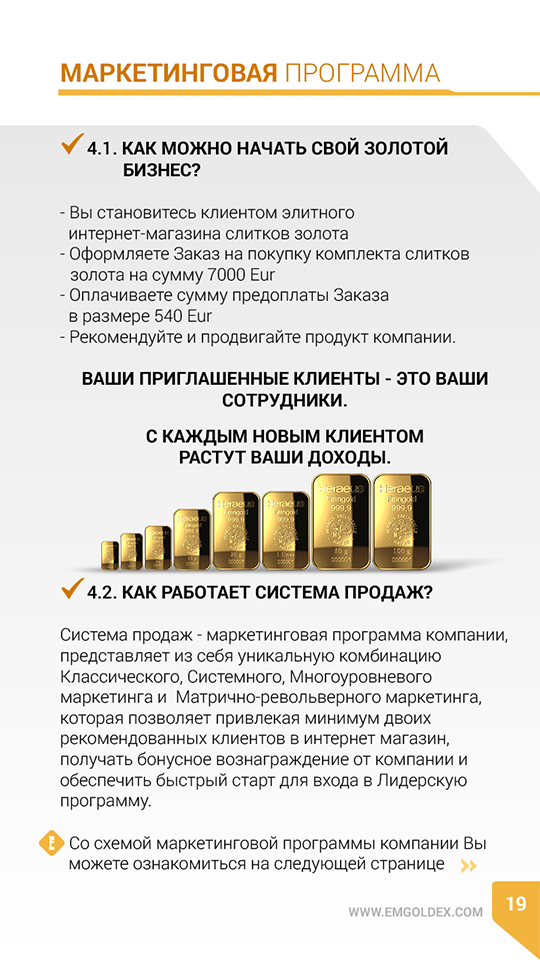 МАРКЕТИНГОВАЯ ПРОГРАММА
4.1. КАК МОЖНО НАЧАТЬ СВОЙ ЗОЛОТОЙ
БИЗНЕС?
- Вы становитесь клиентом элитного
интернет-магазина слитков золота
- Оформляете Заказ на покупку комплекта слитков
золота на сумму 7000 Eur
- Оплачиваете сумму предоплаты Заказа
в размере 540 Eur
- Рекомендуйте и продвигайте продукт компании.
ВАШИ ПРИГЛАШЕННЫЕ КЛИЕНТЫ - ЭТО ВАШИ
СОТРУДНИКИ.
С КАЖДЫМ НОВЫМ КЛИЕНТОМ
РАСТУТ ВАШИ ДОХОДЫ.
Heraeus
Feingold
999,9
100 g
4.2. КАК РАБОТАЕТ СИСТЕМА ПРОДАЖ?
Система продаж - маркетинговая программа компании,
представляет из себя уникальную комбинацию
Классического, Системного, Многоуровневого
маркетинга и Матрично-револьверного маркетинга,
которая позволяет привлекая минимум двоих
рекомендованных клиентов в интернет магазин,
получать бонусное вознаграждение от компании и
обеспечить быстрый старт для входа в Лидерскую
программу.
Со схемой маркетинговой программы компании Вы
можете ознакомиться на следующей странице
WWW.EMGOLDEX.COM
19